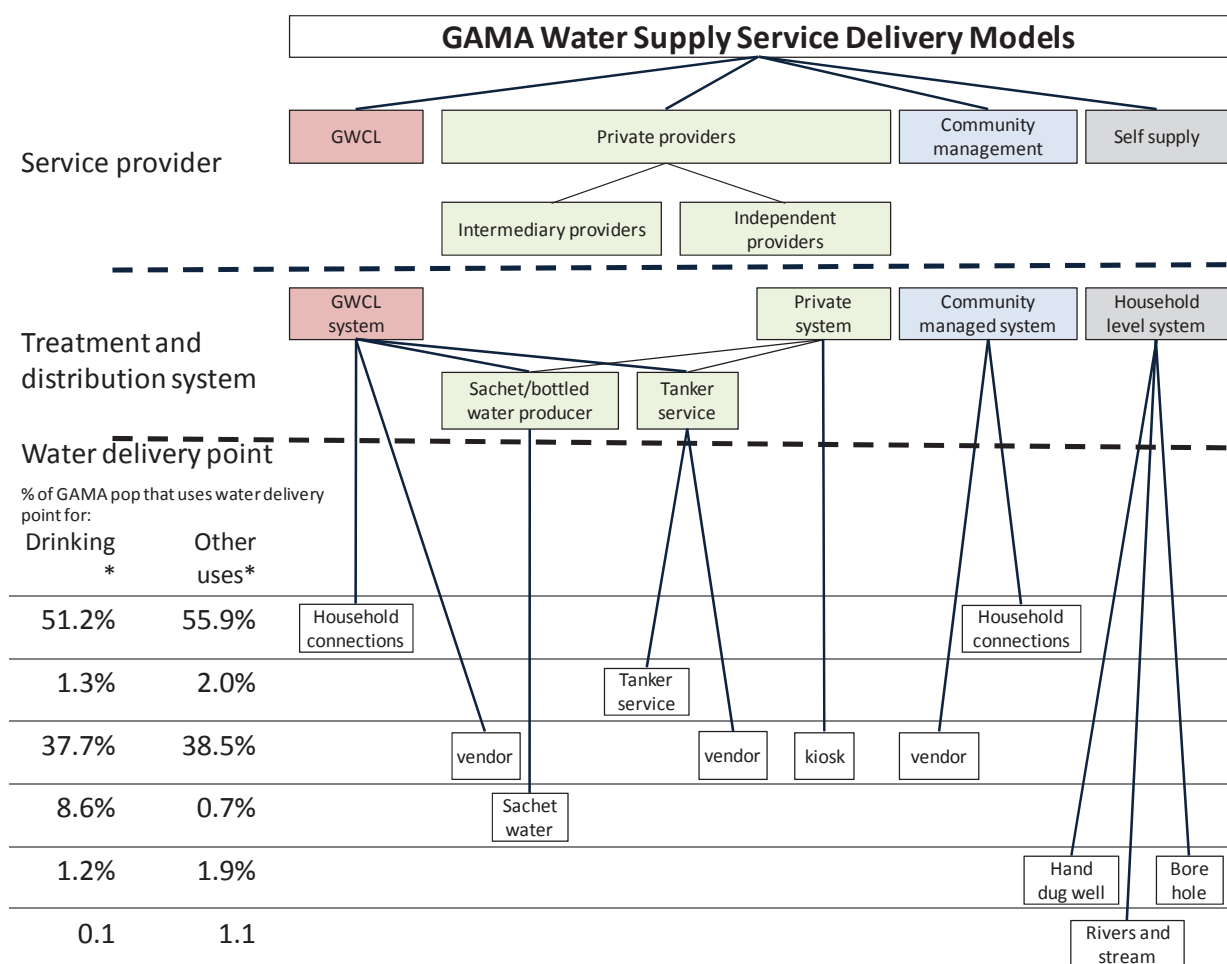 GAMA Water Supply Service Delivery Models
Service provider
GWCL
Private providers
Community
management
Self supply
Intermediary providers
Independent
providers
Treatment and
distribution system
GWCL
system
Private
system
Community
managed system
Household
level system
Sachet/bottled
water producer
Tanker
service
Water delivery point
% of GAMA pop that uses water delivery
point for:
Drinking
*
Other
uses*
51.2%
55.9%
Household
connections
Household
connections
1.3%
2.0%
Tanker
service
37.7%
38.5%
vendor
vendor
kiosk
vendor
8.6%
0.7%
Sachet
water
1.2%
1.9%
Hand
dug well
Bore
hole
0.1
1.1
Rivers and
stream